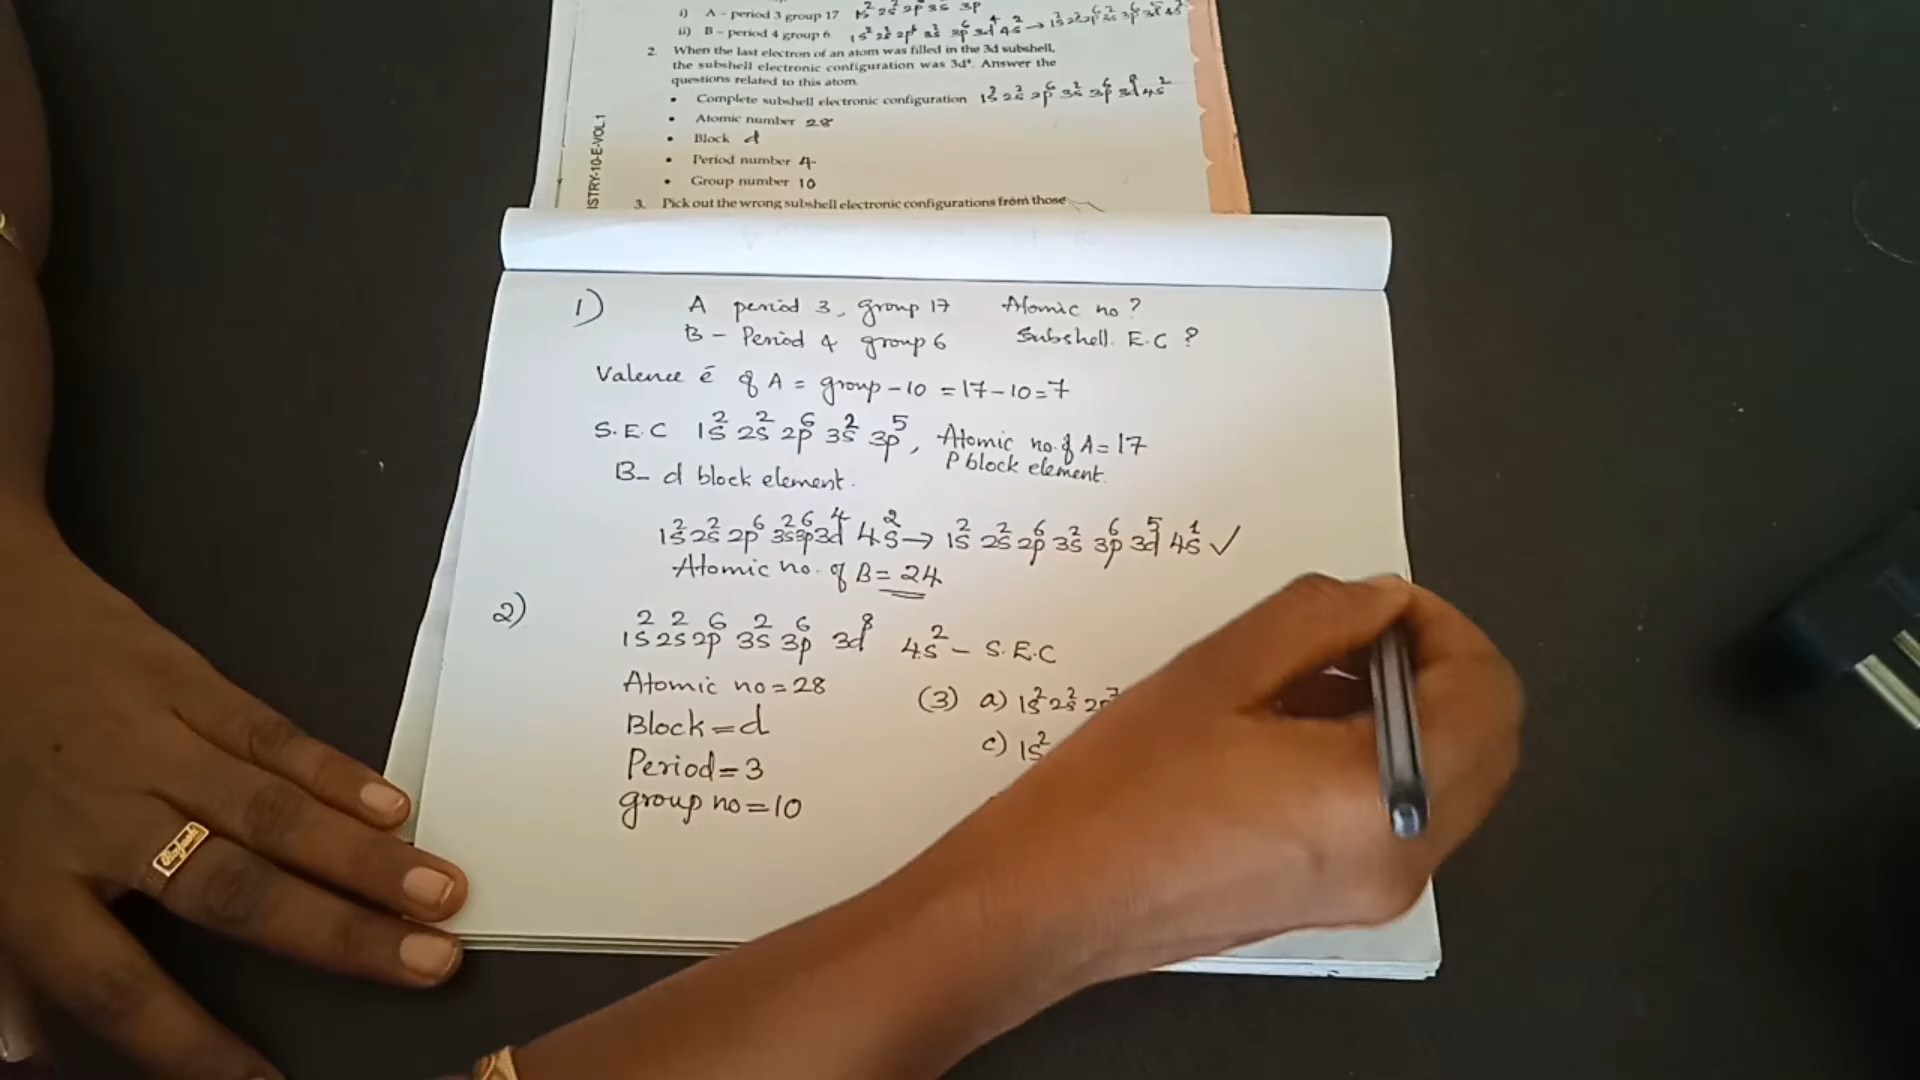 i) A - period 3 group 17 1s² 2s² 2p⁶ 3s² 3p
ii) B - period 4 group 6 1s² 2s² 2p⁶ 3s² 3p⁶ 3d⁴ 4s² → 1s² 2s² 2p⁶ 3s² 3p⁶ 3d⁵ 4s¹
2. When the last electron of an atom was filled in the 3d subshell,
the subshell electronic configuration was 3d⁸. Answer the
questions related to this atom.
• Complete subshell electronic configuration 1s² 2s² 2p⁶ 3s² 3p⁶ 3d⁸ 4s²
• Atomic number 28
• Block d
• Period number 4
• Group number 10
3. Pick out the wrong subshell electronic configurations from those
ISTRY-10-E-VOL 1
1) A period 3, group 17 Atomic no?
B - Period 4 group 6 Subshell. E.C ?
Valence ē of A = group - 10 = 17 - 10 = 7
S.E.C 1s² 2s² 2p⁶ 3s² 3p⁵, Atomic no. of A = 17
P block element.
B - d block element.
1s² 2s² 2p⁶ 3s² 3p⁶ 3d⁴ 4s² → 1s² 2s² 2p⁶ 3s² 3p⁶ 3d⁵ 4s¹ ✓
Atomic no. of B = 24
2) 1s² 2s² 2p⁶ 3s² 3p⁶ 3d⁸ 4s² - S.E.C
Atomic no = 28
Block = d
Period = 3
group no = 10
(3) a) 1s² 2s² 2p⁷
c) 1s²